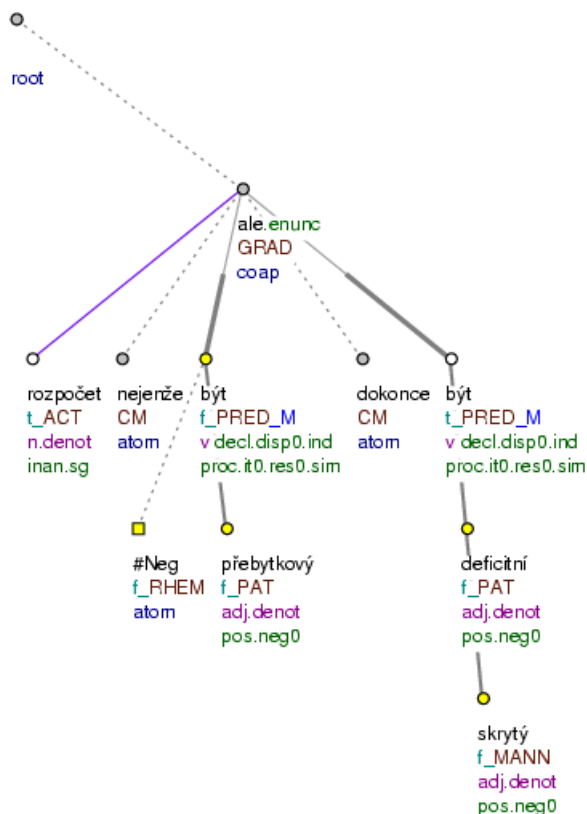 root
ale.enunc
GRAD
coap
rozpočet nejenže být dokonce být
t_ACT CM f_PRED_M CM t_PRED_M
n.denot atom v decl.disp0.ind atom v decl.disp0.ind
inan.sg proc.it0.res0.sim proc.it0.res0.sim
#Neg přebytkový deficitní
f_RHEM f_PAT f_PAT
atom adj.denot adj.denot
pos.neg0 pos.neg0
skrytý
f_MANN
adj.denot
pos.neg0